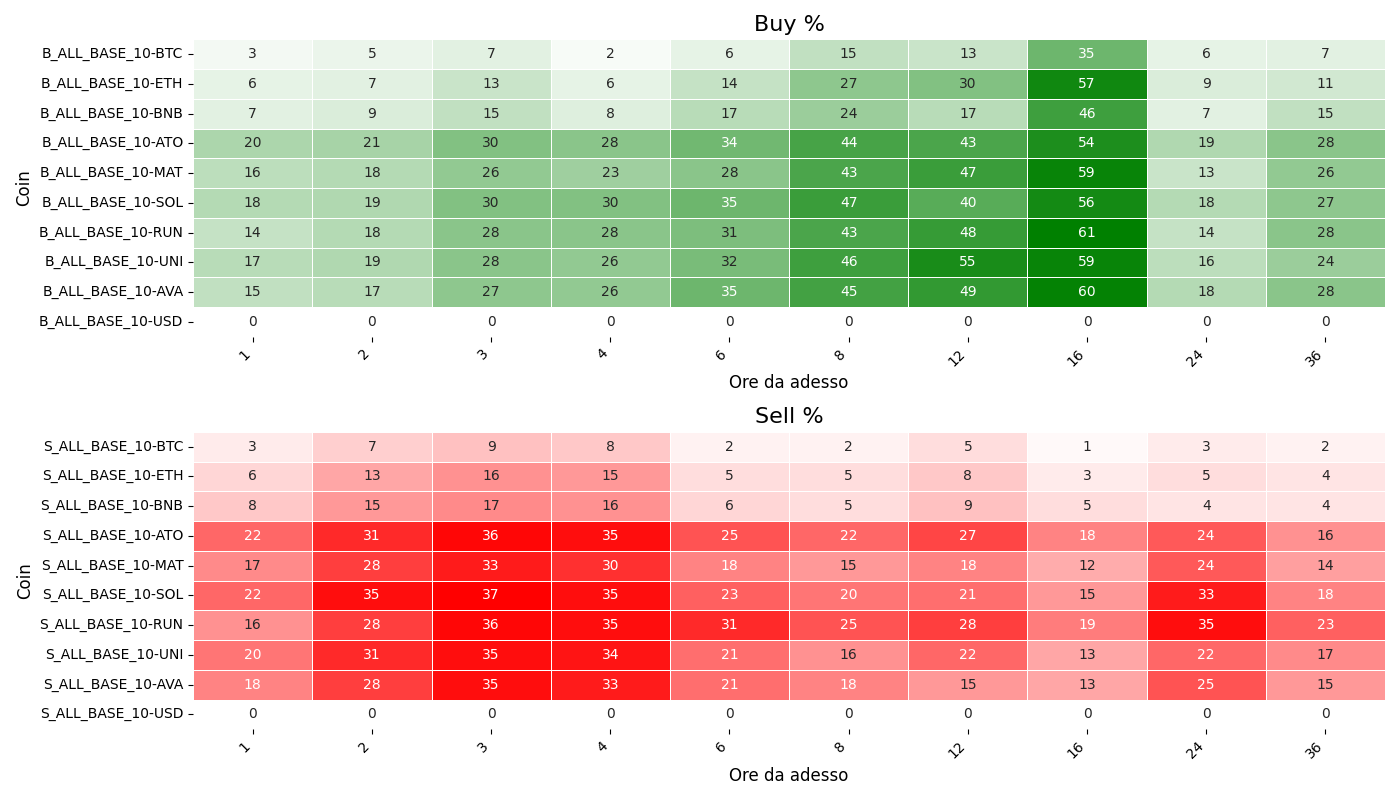 Buy %
Coin
B_ALL_BASE_10-BTC 3 5 7 2 6 15 13 35 6 7
B_ALL_BASE_10-ETH 6 7 13 6 14 27 30 57 9 11
B_ALL_BASE_10-BNB 7 9 15 8 17 24 17 46 7 15
B_ALL_BASE_10-ATO 20 21 30 28 34 44 43 54 19 28
B_ALL_BASE_10-MAT 16 18 26 23 28 43 47 59 13 26
B_ALL_BASE_10-SOL 18 19 30 30 35 47 40 56 18 27
B_ALL_BASE_10-RUN 14 18 28 28 31 43 48 61 14 28
B_ALL_BASE_10-UNI 17 19 28 26 32 46 55 59 16 24
B_ALL_BASE_10-AVA 15 17 27 26 35 45 49 60 18 28
B_ALL_BASE_10-USD 0 0 0 0 0 0 0 0 0 0
1 2 3 4 6 8 12 16 24 36
Ore da adesso
Sell %
Coin
S_ALL_BASE_10-BTC 3 7 9 8 2 2 5 1 3 2
S_ALL_BASE_10-ETH 6 13 16 15 5 5 8 3 5 4
S_ALL_BASE_10-BNB 8 15 17 16 6 5 9 5 4 4
S_ALL_BASE_10-ATO 22 31 36 35 25 22 27 18 24 16
S_ALL_BASE_10-MAT 17 28 33 30 18 15 18 12 24 14
S_ALL_BASE_10-SOL 22 35 37 35 23 20 21 15 33 18
S_ALL_BASE_10-RUN 16 28 36 35 31 25 28 19 35 23
S_ALL_BASE_10-UNI 20 31 35 34 21 16 22 13 22 17
S_ALL_BASE_10-AVA 18 28 35 33 21 18 15 13 25 15
S_ALL_BASE_10-USD 0 0 0 0 0 0 0 0 0 0
1 2 3 4 6 8 12 16 24 36
Ore da adesso